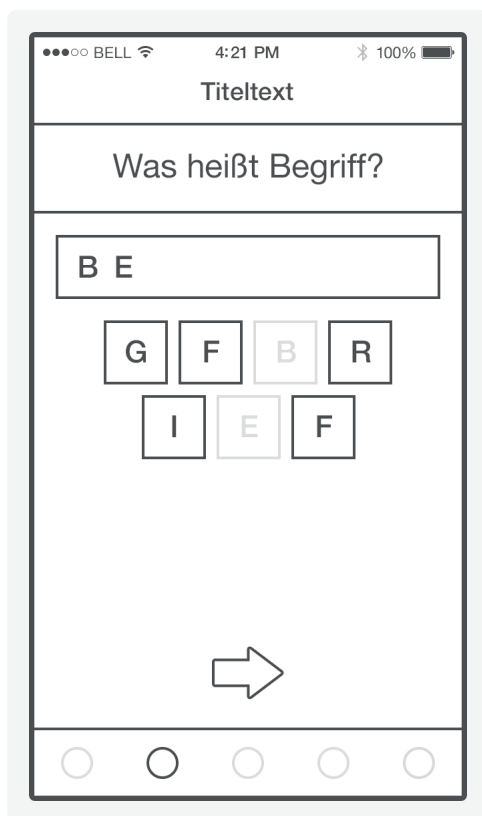 BELL 4:21 PM 100%
Titeltext
Was heißt Begriff?
B E
G F B R
I E F